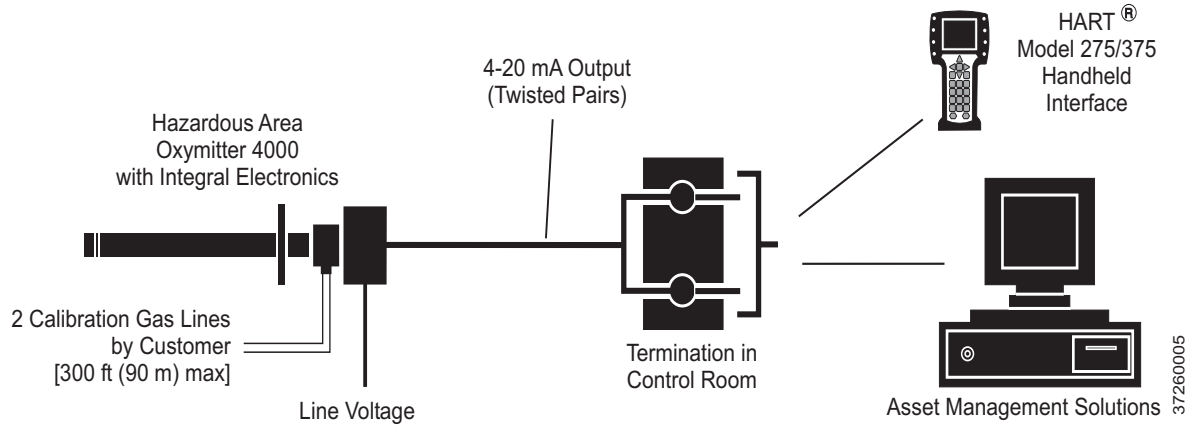 HART ®
Model 275/375
Handheld
Interface
4-20 mA Output
(Twisted Pairs)
Hazardous Area
Oxymitter 4000
with Integral Electronics
2 Calibration Gas Lines
by Customer
[300 ft (90 m) max]
Line Voltage
Termination in
Control Room
Asset Management Solutions
37260005